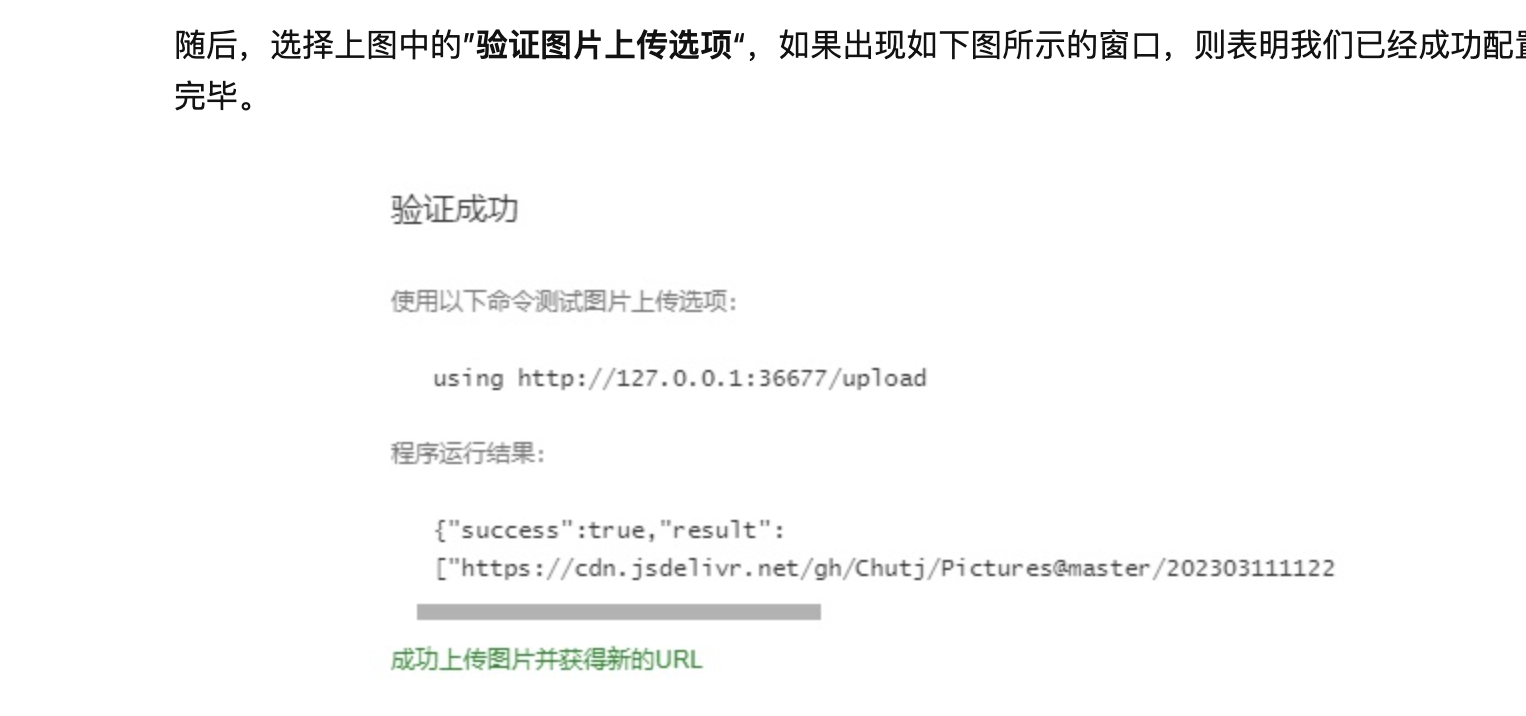 随后，选择上图中的”验证图片上传选项“，如果出现如下图所示的窗口，则表明我们已经成功配置
完毕。
验证成功
使用以下命令测试图片上传选项：
using http://127.0.0.1:36677/upload
程序运行结果：
{"success":true,"result":
["https://cdn.jsdelivr.net/gh/Chutj/Pictures@master/202303111122
成功上传图片并获得新的URL